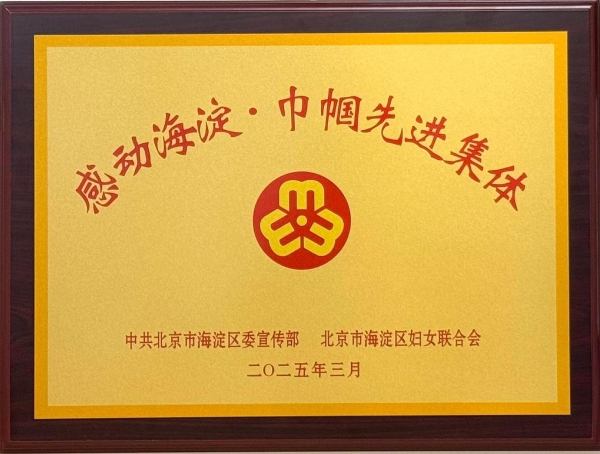 感动海淀·巾帼先进集体
中共北京市海淀区委宣传部 北京市海淀区妇女联合会
二〇二五年三月